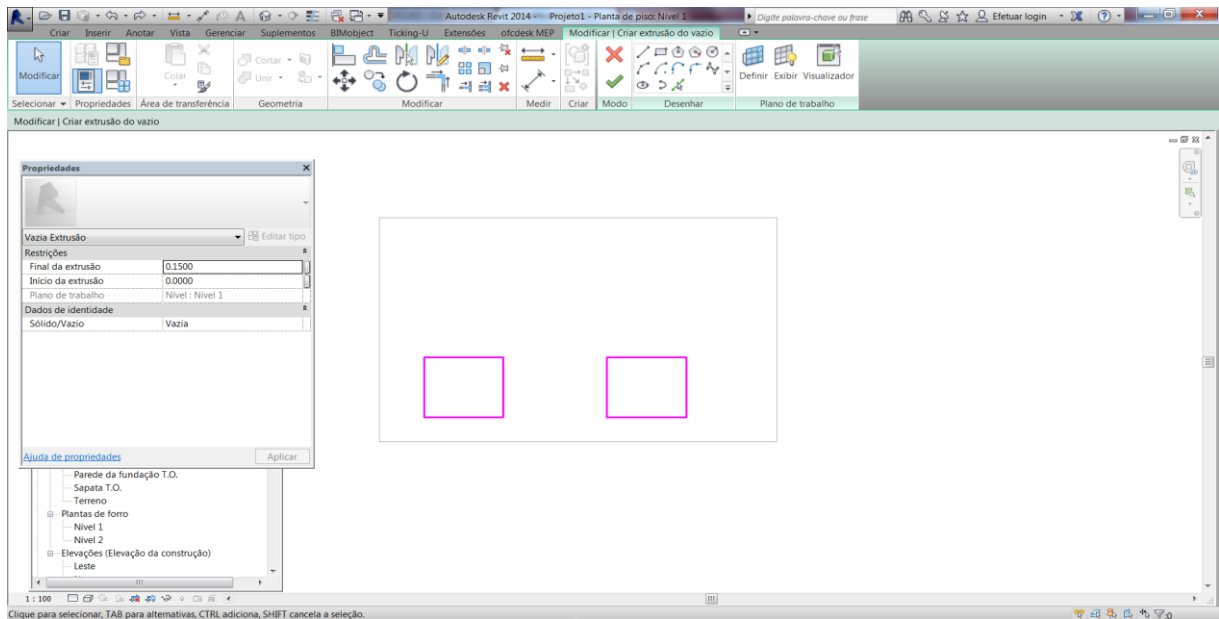 Autodesk Revit 2014 - Projeto1 - Planta de piso: Nível 1 Digite palavra-chave ou frase Efetuar login
Criar Inserir Anotar Vista Gerenciar Suplementos BIMobject Ticking-U Extensões ofcdesk MEP Modificar | Criar extrusão do vazio
Cortar
Modificar Colar Definir Exibir Visualizador
Unir
Selecionar Propriedades Área de transferência Geometria Modificar Medir Criar Modo Desenhar Plano de trabalho
Modificar | Criar extrusão do vazio
Propriedades
Vazia Extrusão Editar tipo
Restrições
Final da extrusão 0.1500
Início da extrusão 0.0000
Plano de trabalho Nível : Nível 1
Dados de identidade
Sólido/Vazio Vazia
Ajuda de propriedades Aplicar
Parede da fundação T.O.
Sapata T.O.
Terreno
Plantas de forro
Nível 1
Nível 2
Elevações (Elevação da construção)
Leste
1 : 100
Clique para selecionar, TAB para alternativas, CTRL adiciona, SHIFT cancela a seleção. :0